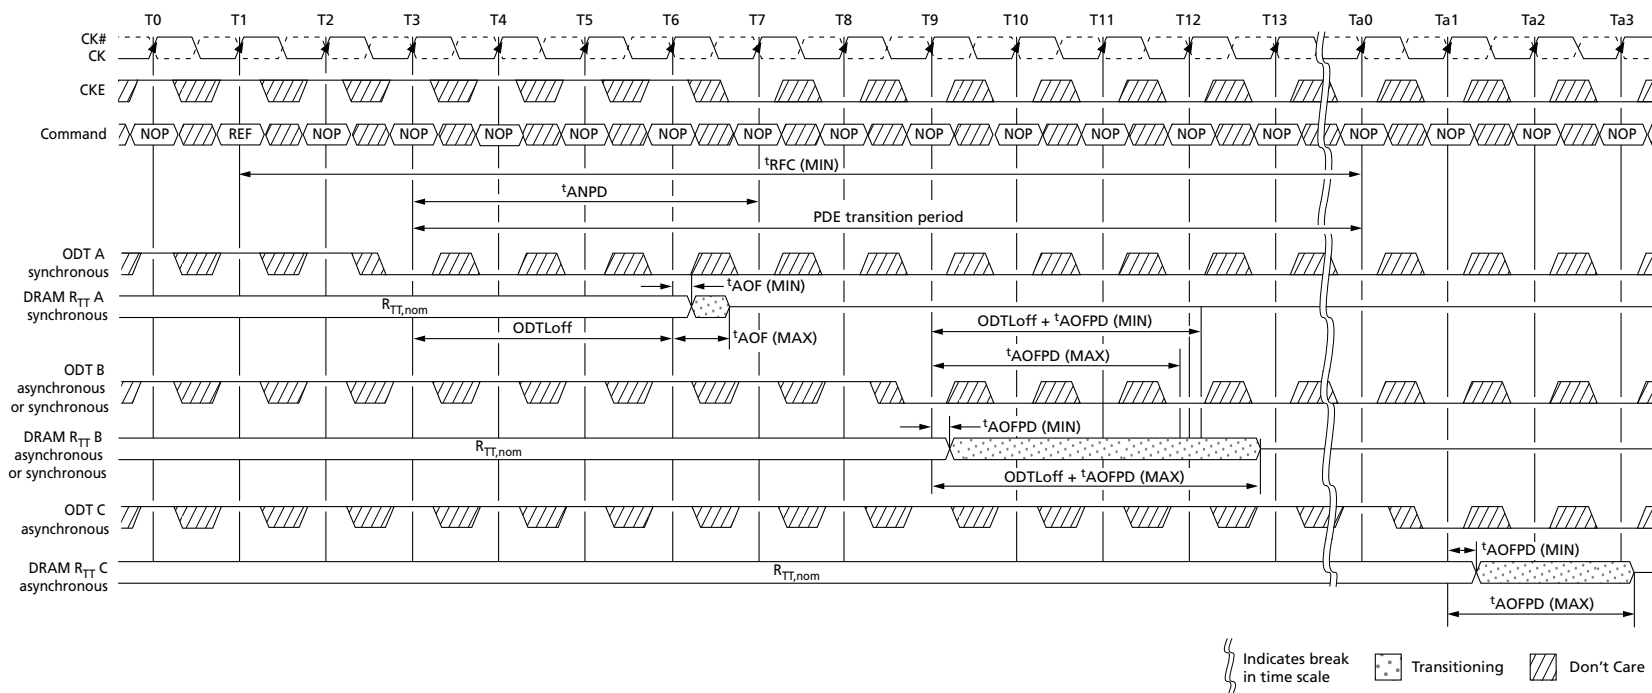 T0 T1 T2 T3 T4 T5 T6 T7 T8 T9 T10 T11 T12 T13 Ta0 Ta1 Ta2 Ta3
CK#
CK
CKE
Command NOP REF NOP NOP NOP NOP NOP NOP NOP NOP NOP NOP NOP NOP NOP NOP NOP NOP
tRFC (MIN)
tANPD
PDE transition period
ODT A
synchronous
tAOF (MIN)
DRAM RTT A
synchronous
RTT,nom
ODTLoff
tAOF (MAX)
ODTLoff + tAOFPD (MIN)
tAOFPD (MAX)
ODT B
asynchronous
or synchronous
tAOFPD (MIN)
DRAM RTT B
asynchronous
or synchronous
RTT,nom
ODTLoff + tAOFPD (MAX)
ODT C
asynchronous
tAOFPD (MIN)
DRAM RTT C
asynchronous
RTT,nom
tAOFPD (MAX)
Indicates break
in time scale
Transitioning
Don't Care